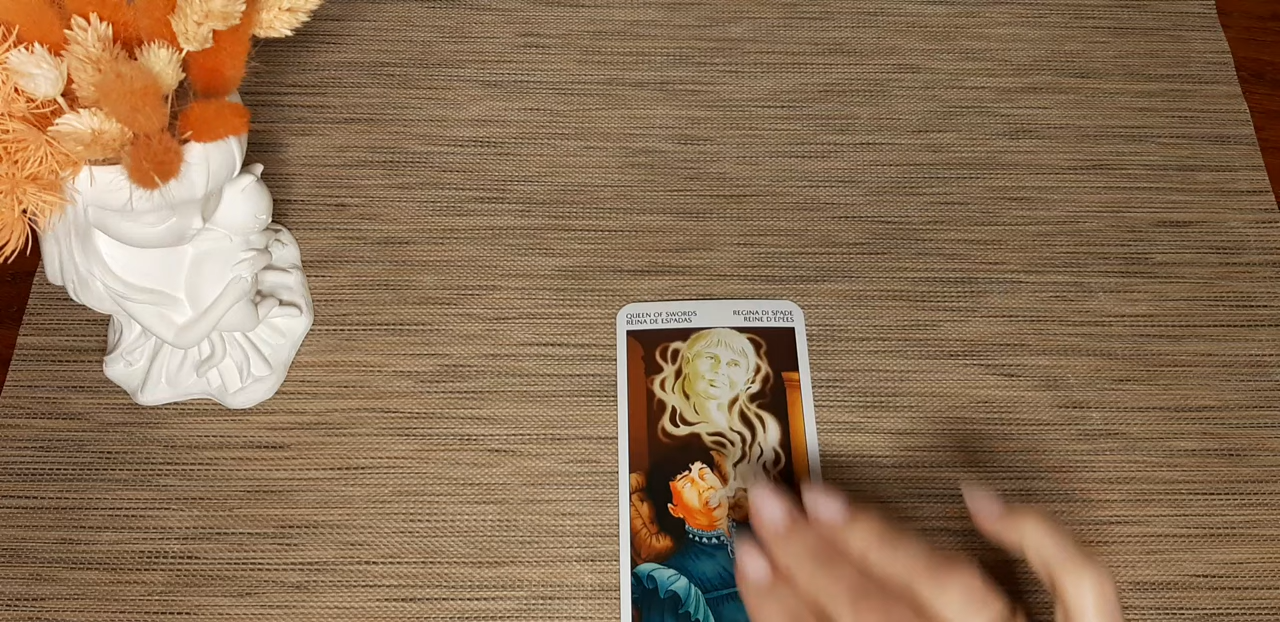 QUEEN OF SWORDS REGINA DI SPADE
REINA DE ESPADAS REINE D'ÉPÉES